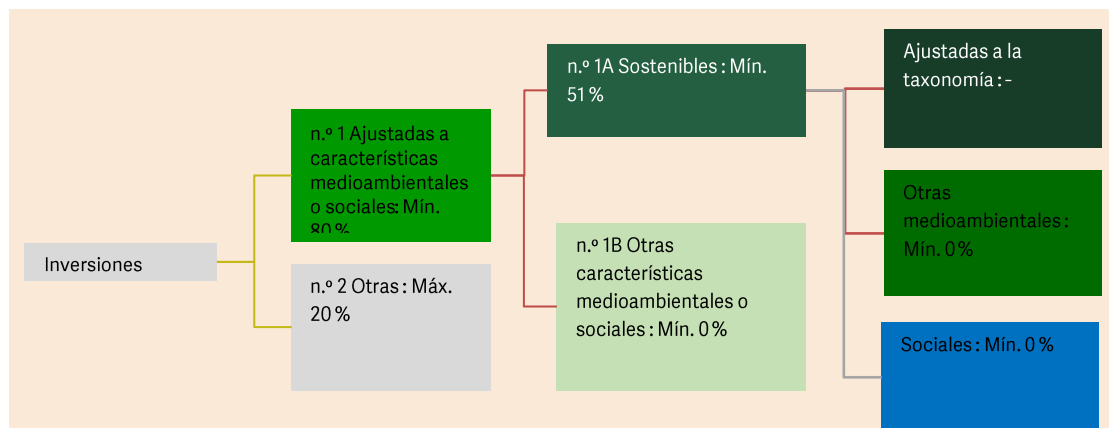 Inversiones
n.º 1 Ajustadas a
características
medioambientales
o sociales: Mín.
80 %
n.º 2 Otras : Máx.
20 %
n.º 1A Sostenibles : Mín.
51 %
n.º 1B Otras
características
medioambientales o
sociales : Mín. 0 %
Ajustadas a la
taxonomía : -
Otras
medioambientales :
Mín. 0 %
Sociales : Mín. 0 %